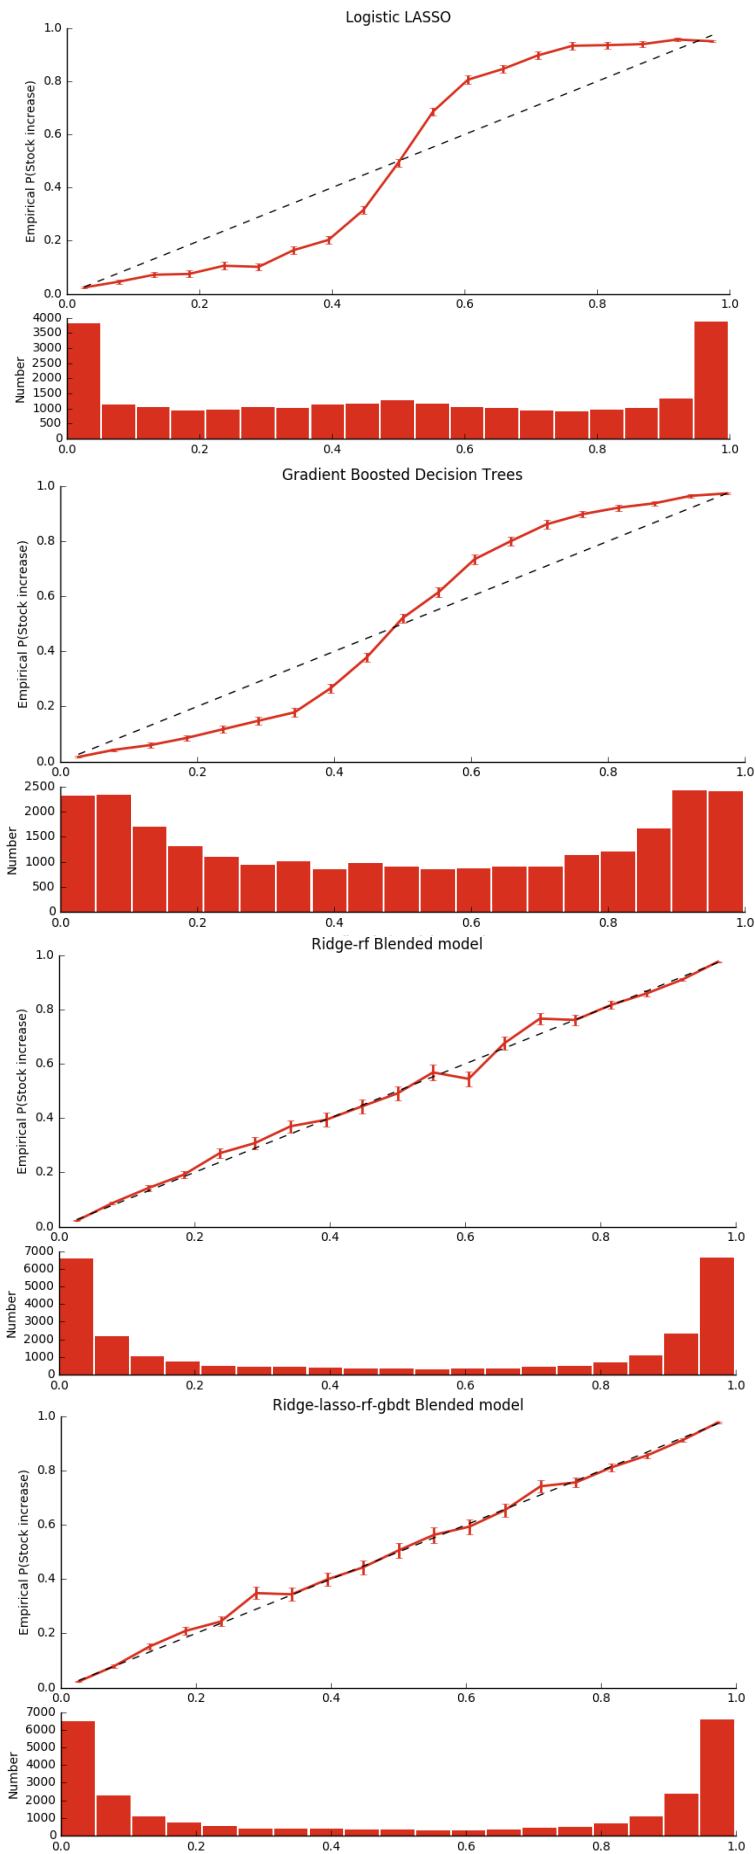 Logistic LASSO
1.0
0.8
0.6
0.4
0.2
0.0
Empirical P(Stock increase)
0.0 0.2 0.4 0.6 0.8 1.0
4000
3500
3000
2500
2000
1500
1000
500
0
Number
0.0 0.2 0.4 0.6 0.8 1.0
Gradient Boosted Decision Trees
1.0
0.8
0.6
0.4
0.2
0.0
Empirical P(Stock increase)
0.0 0.2 0.4 0.6 0.8 1.0
2500
2000
1500
1000
500
0
Number
0.0 0.2 0.4 0.6 0.8 1.0
Ridge-rf Blended model
1.0
0.8
0.6
0.4
0.2
0.0
Empirical P(Stock increase)
0.0 0.2 0.4 0.6 0.8 1.0
7000
6000
5000
4000
3000
2000
1000
0
Number
0.0 0.2 0.4 0.6 0.8 1.0
Ridge-lasso-rf-gbdt Blended model
1.0
0.8
0.6
0.4
0.2
0.0
Empirical P(Stock increase)
0.0 0.2 0.4 0.6 0.8 1.0
7000
6000
5000
4000
3000
2000
1000
0
Number
0.0 0.2 0.4 0.6 0.8 1.0